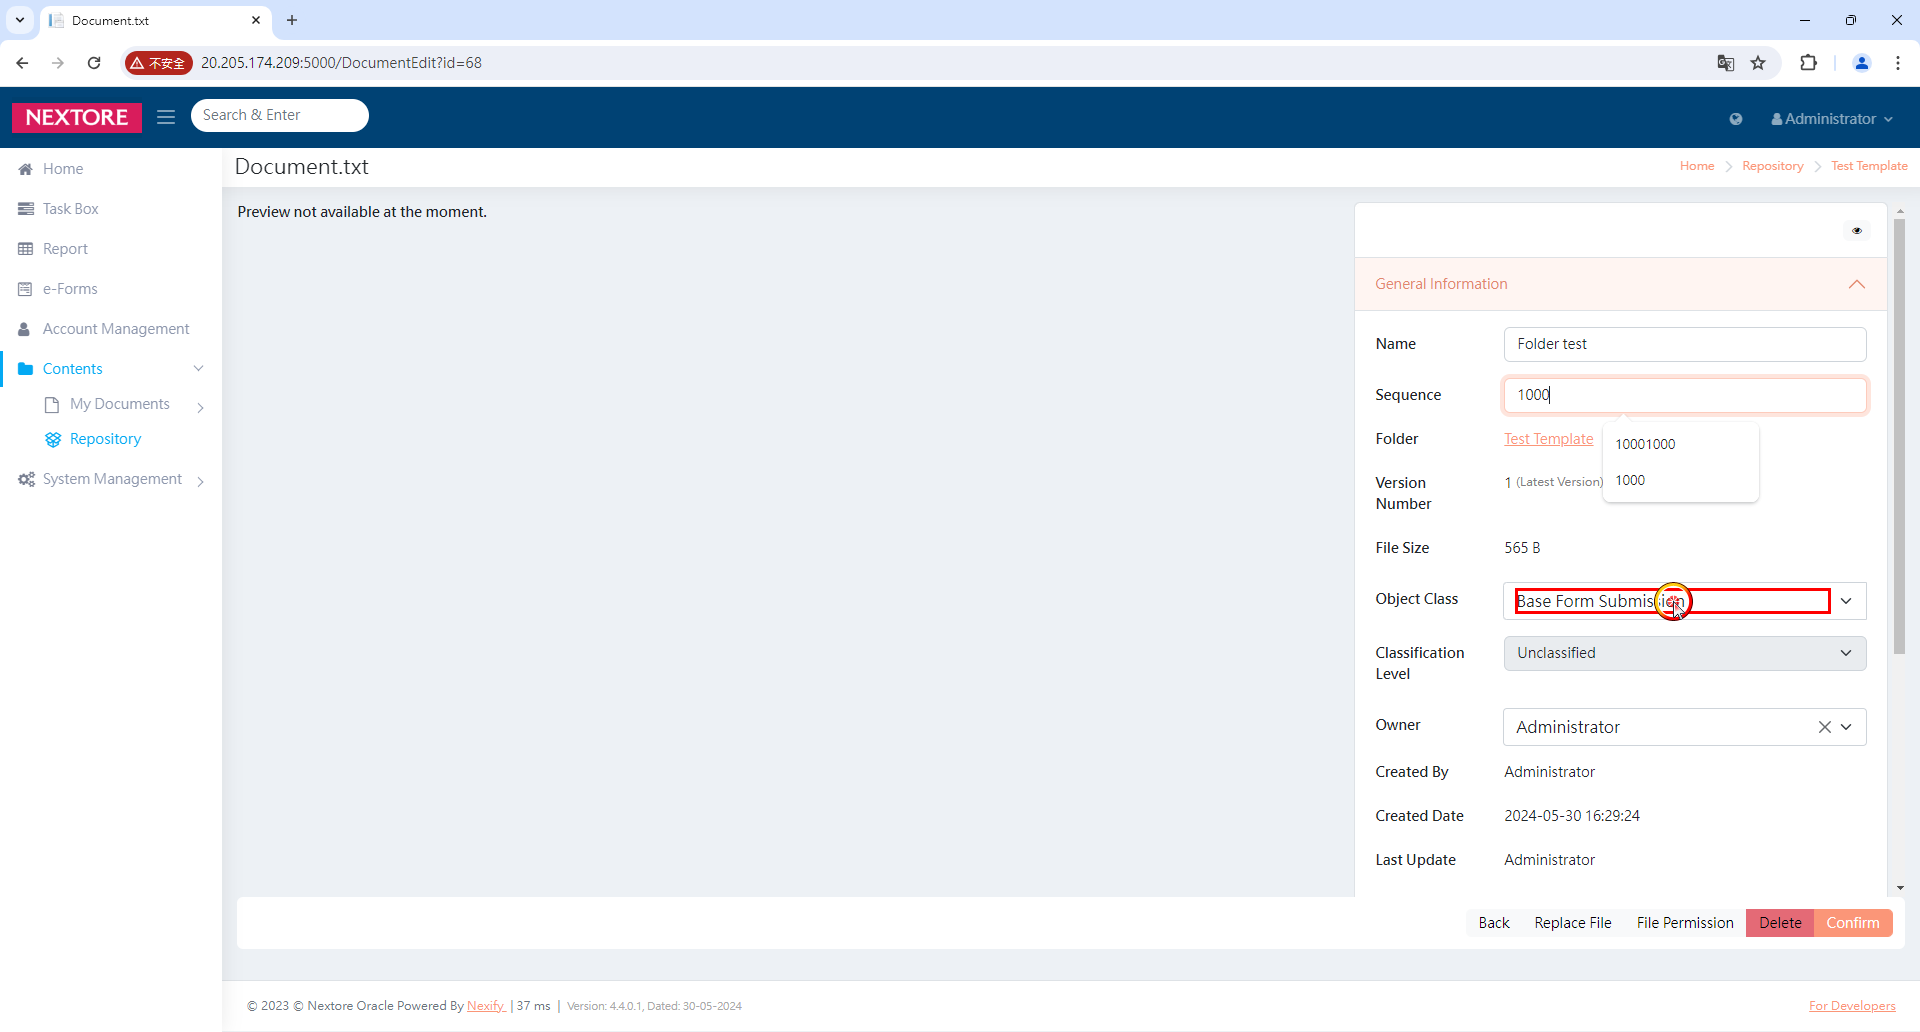 Document.txt
不安全
20.205.174.209:5000/DocumentEdit?id=68
NEXTORE
Search & Enter
Administrator
Home
Task Box
Report
e-Forms
Account Management
Contents
My Documents
Repository
System Management
Document.txt
Home
Repository
Test Template
Preview not available at the moment.
General Information
Name
Folder test
Sequence
1000
10001000
1000
Folder
Test Template
Version Number
1 (Latest Version)
File Size
565 B
Object Class
Base Form Submission
Classification Level
Unclassified
Owner
Administrator
Created By
Administrator
Created Date
2024-05-30 16:29:24
Last Update
Administrator
Back
Replace File
File Permission
Delete
Confirm
© 2023 © Nextore Oracle Powered By Nexify | 37 ms | Version: 4.4.0.1, Dated: 30-05-2024
For Developers